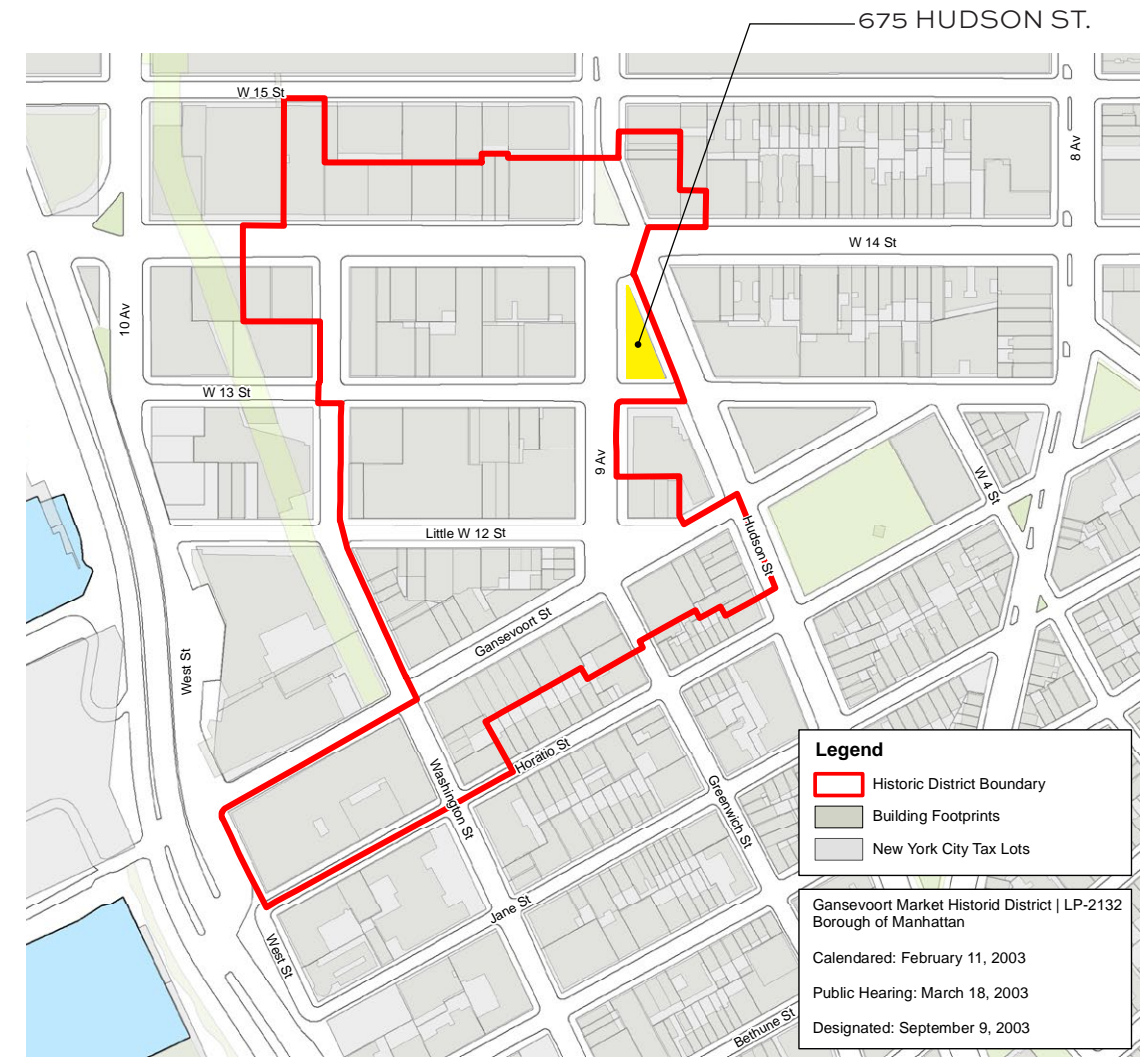 675 HUDSON ST.
W 15 St
8 Av
W 14 St
10 Av
W 13 St
9 Av
W 4 St
Little W 12 St
Hudson St
Gansevoort St
West St
Horatio St
Washington St
Greenwich St
Jane St
West St
Bethune St
Legend
Historic District Boundary
Building Footprints
New York City Tax Lots
Gansevoort Market Historid District | LP-2132
Borough of Manhattan
Calendared: February 11, 2003
Public Hearing: March 18, 2003
Designated: September 9, 2003